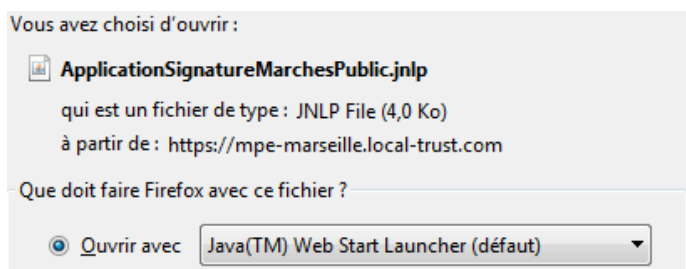 Vous avez choisi d'ouvrir :
ApplicationSignatureMarchesPublic.jnlp
qui est un fichier de type : JNLP File (4,0 Ko)
à partir de : https://mpe-marseille.local-trust.com
Que doit faire Firefox avec ce fichier ?
Ouvrir avec Java(TM) Web Start Launcher (défaut)